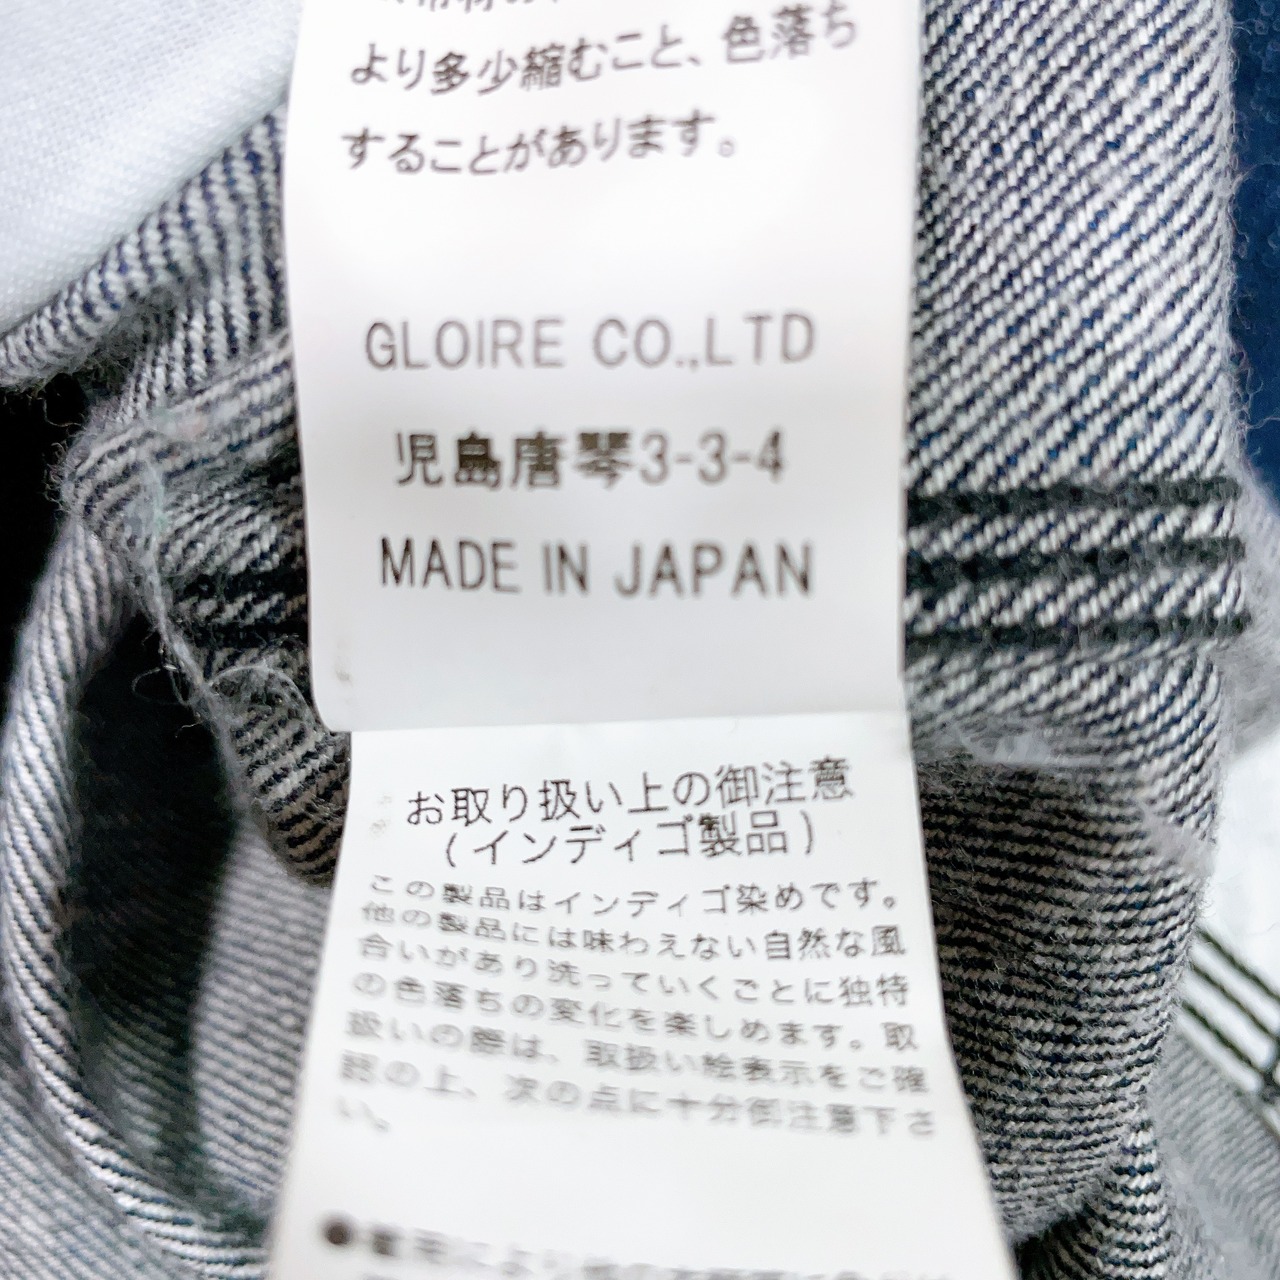 より多少縮むこと、色落ち
することがあります。
GLOIRE CO.,LTD
児島唐琴3-3-4
MADE IN JAPAN
お取り扱い上の御注意
(インディゴ製品)
この製品はインディゴ染めです。
他の製品には味わえない自然な風
合いがあり洗っていくごとに独特
の色落ちの変化を楽しめます。取
扱いの際は、取扱い絵表示をご確
認の上、次の点に十分御注意下さ
い。